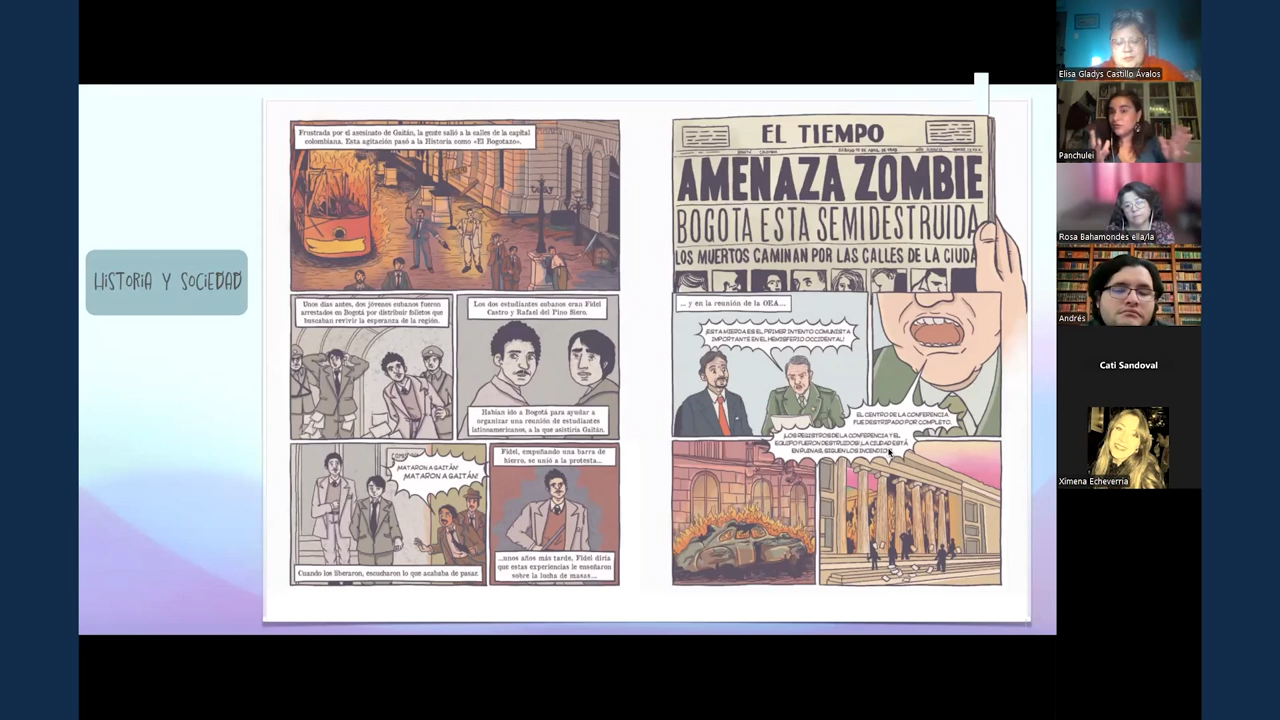 HISTORIA Y SOCIEDAD
Frustrada por el asesinato de Gaitán, la gente salió a la calles de la capital
colombiana. Esta agitación pasó a la Historia como «El Bogotazo».
Unos días antes, dos jóvenes cubanos fueron
arrestados en Bogotá por distribuir folletos que
buscaban revivir la esperanza de la región.
Los dos estudiantes cubanos eran Fidel
Castro y Rafael del Pino Siero.
Habían ido a Bogotá para ayudar a
organizar una reunión de estudiantes
latinoamericanos, a la que asistiría Gaitán.
¡MATARON A GAITÁN!
¡MATARON A GAITÁN!
Cuando los liberaron, escucharon lo que acababa de pasar.
Fidel, empuñando una barra de
hierro, se unió a la protesta...
...unos años más tarde, Fidel diría
que estas experiencias le enseñaron
sobre la lucha de masas...
EL TIEMPO
AMENAZA ZOMBIE
BOGOTA ESTA SEMIDESTRUIDA
LOS MUERTOS CAMINAN POR LAS CALLES DE LA CIUDA
... y en la reunión de la OEA...
¡ESTA MIERDA ES EL PRIMER INTENTO COMUNISTA
IMPORTANTE EN EL HEMISFERIO OCCIDENTAL!
EL CENTRO DE LA CONFERENCIA
FUE DESTRIPADO POR COMPLETO.
¡LOS REGISTROS DE LA CONFERENCIA Y EL
EQUIPO FUERON DESTRUIDOS! ¡LA CIUDAD ESTÁ
EN RUINAS, SIGUEN LOS INCENDIOS!
Elisa Gladys Castillo Ávalos
Panchulei
Rosa Bahamondes ella/la
Andrés
Cati Sandoval
Ximena Echeverria